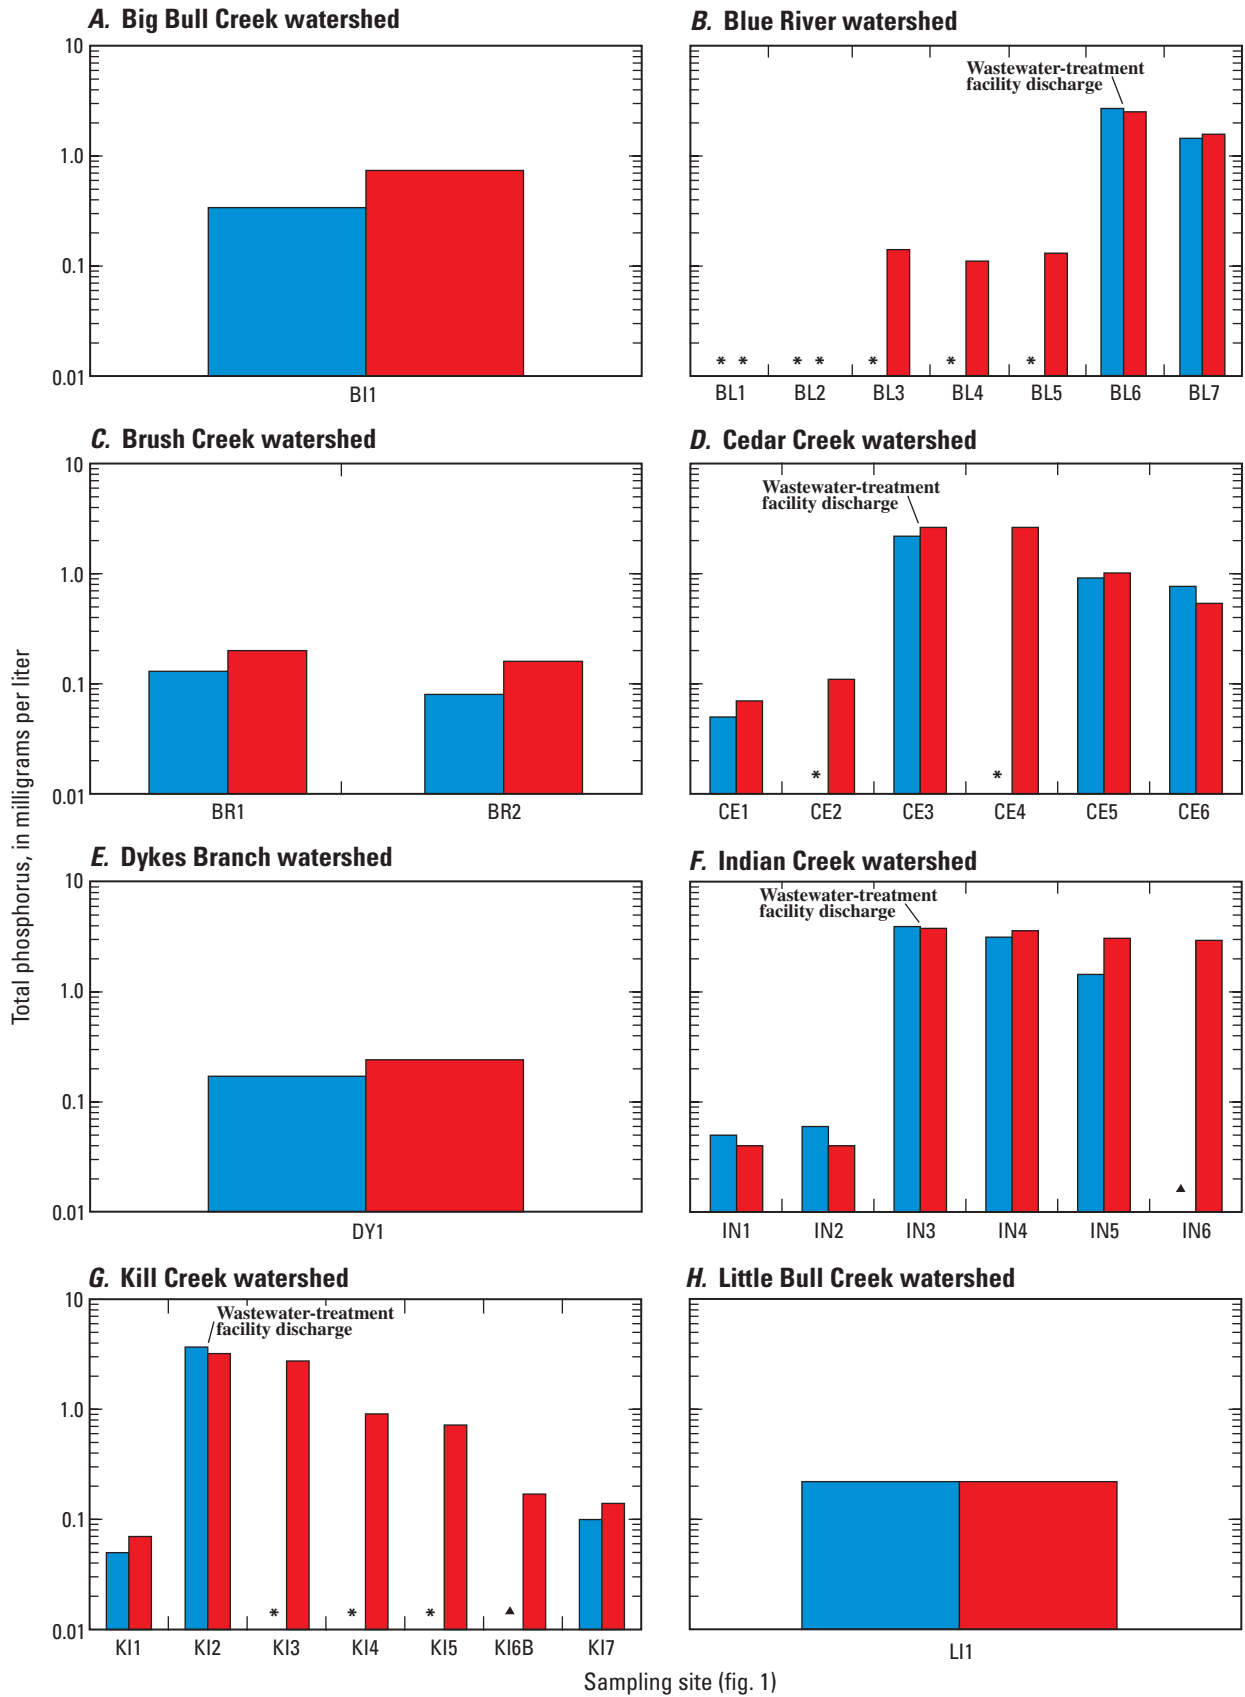 A. Big Bull Creek watershed
10
1.0
0.1
0.01
BI1
B. Blue River watershed
Wastewater-treatment
facility discharge
* * * * * * *
BL1 BL2 BL3 BL4 BL5 BL6 BL7
C. Brush Creek watershed
10
1.0
0.1
0.01
BR1 BR2
D. Cedar Creek watershed
Wastewater-treatment
facility discharge
* *
CE1 CE2 CE3 CE4 CE5 CE6
Total phosphorus, in milligrams per liter
E. Dykes Branch watershed
10
1.0
0.1
0.01
DY1
F. Indian Creek watershed
Wastewater-treatment
facility discharge
IN1 IN2 IN3 IN4 IN5 IN6
G. Kill Creek watershed
10
1.0
0.1
0.01
Wastewater-treatment
facility discharge
* * *
KI1 KI2 KI3 KI4 KI5 KI6B KI7
H. Little Bull Creek watershed
LI1
Sampling site (fig. 1)